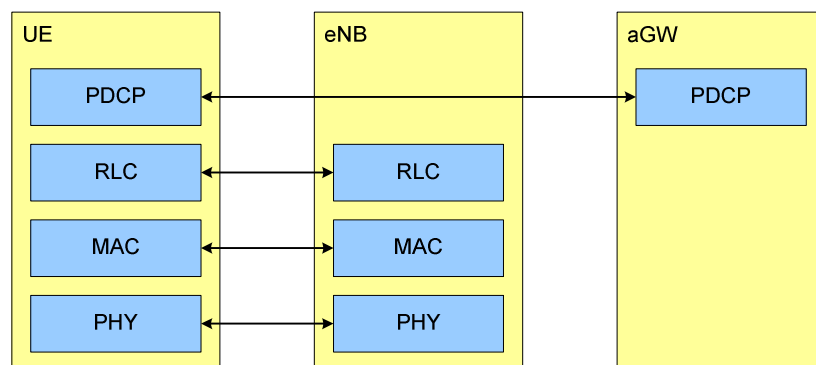 UE
eNB
aGW
PDCP
PDCP
RLC
RLC
MAC
MAC
PHY
PHY